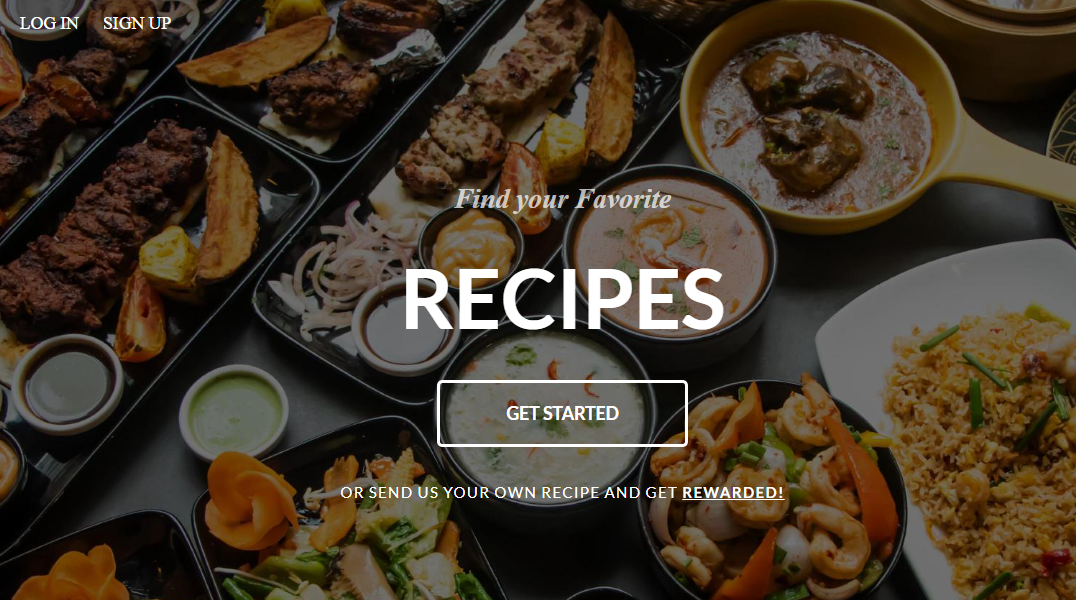 LOG IN SIGN UP
Find your Favorite
RECIPES
GET STARTED
OR SEND US YOUR OWN RECIPE AND GET REWARDED!